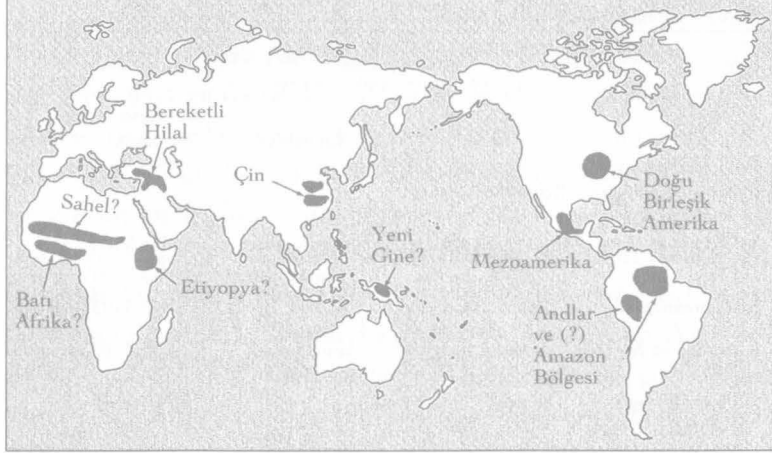 Bereketli
Hilal
Çin
Sahel?
Batı
Afrika?
Etiyopya?
Yeni
Gine?
Mezoamerika
Doğu
Birleşik
Amerika
Andlar
ve (?)
Amazon
Bölgesi